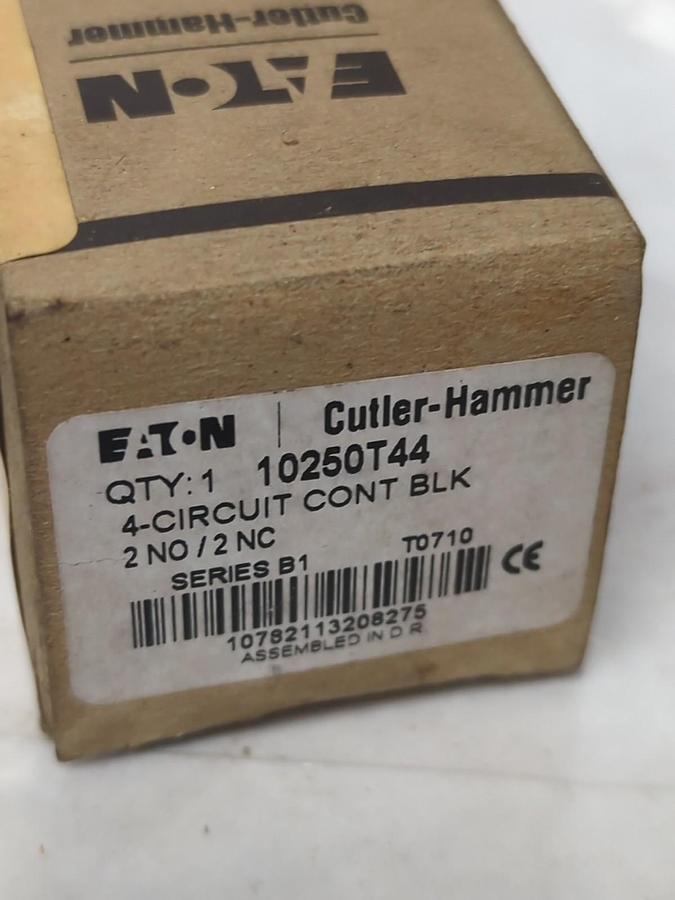 Cutler-Hammer
EATON
EATON | Cutler-Hammer
QTY: 1 10250T44
4-CIRCUIT CONT BLK
2 NO / 2 NC
SERIES B1 T0710
CE
10782113208275
ASSEMBLED IN D.R.